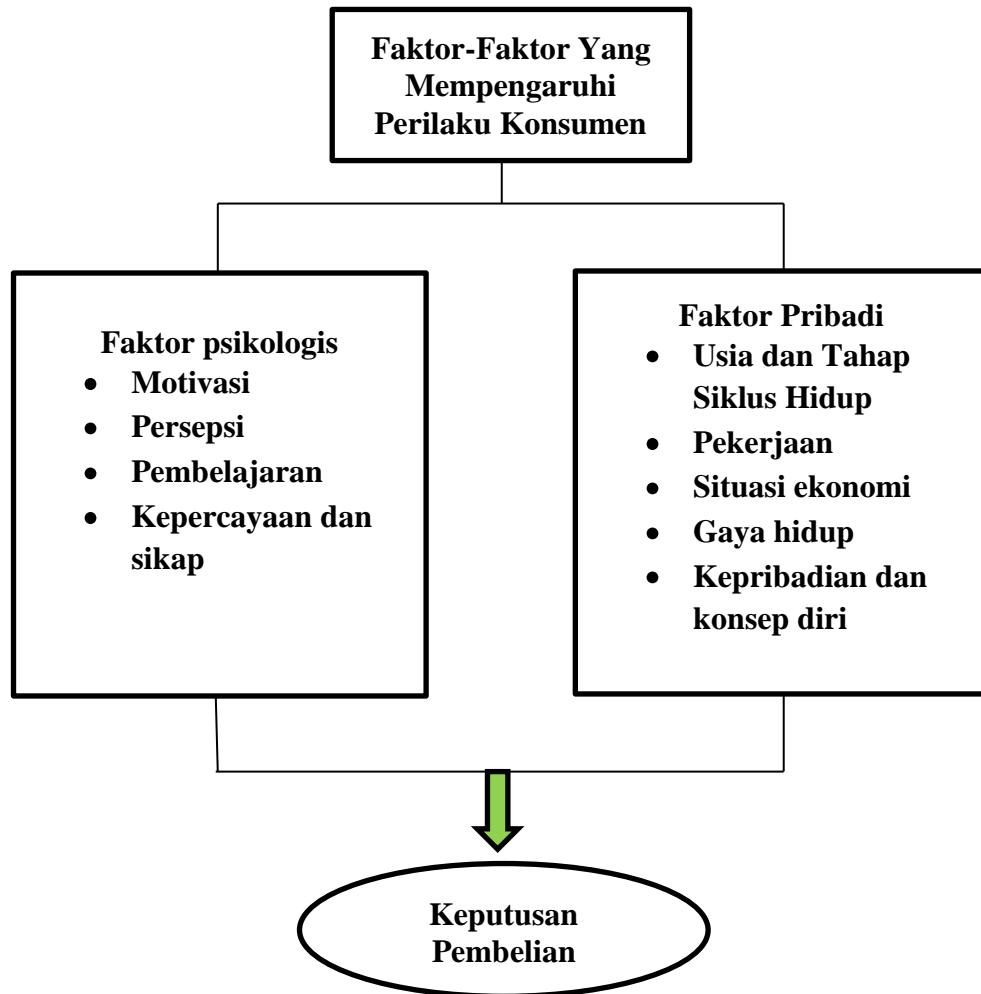 Faktor-Faktor Yang
Mempengaruhi
Perilaku Konsumen
Faktor psikologis
• Motivasi
• Persepsi
• Pembelajaran
• Kepercayaan dan
sikap
Faktor Pribadi
• Usia dan Tahap
Siklus Hidup
• Pekerjaan
• Situasi ekonomi
• Gaya hidup
• Kepribadian dan
konsep diri
Keputusan
Pembelian